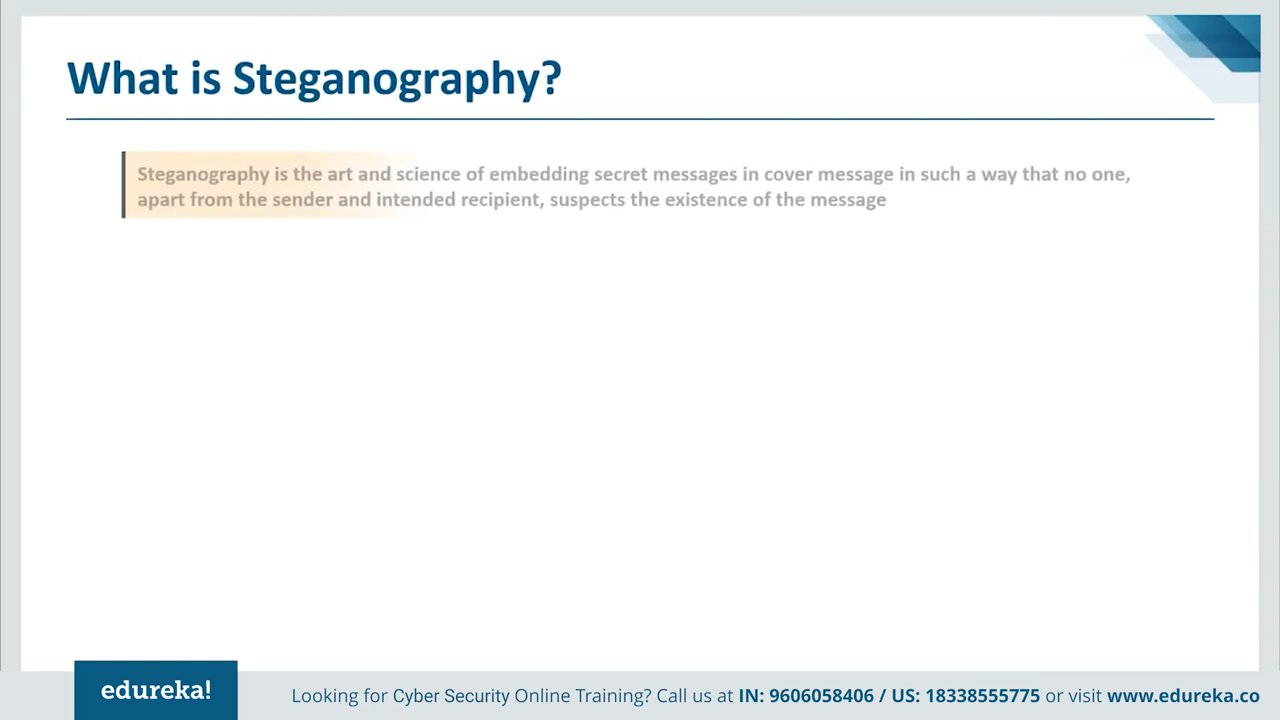 What is Steganography?
Steganography is the art and science of embedding secret messages in cover message in such a way that no one,
apart from the sender and intended recipient, suspects the existence of the message
edureka!
Looking for Cyber Security Online Training? Call us at IN: 9606058406 / US: 18338555775 or visit www.edureka.co